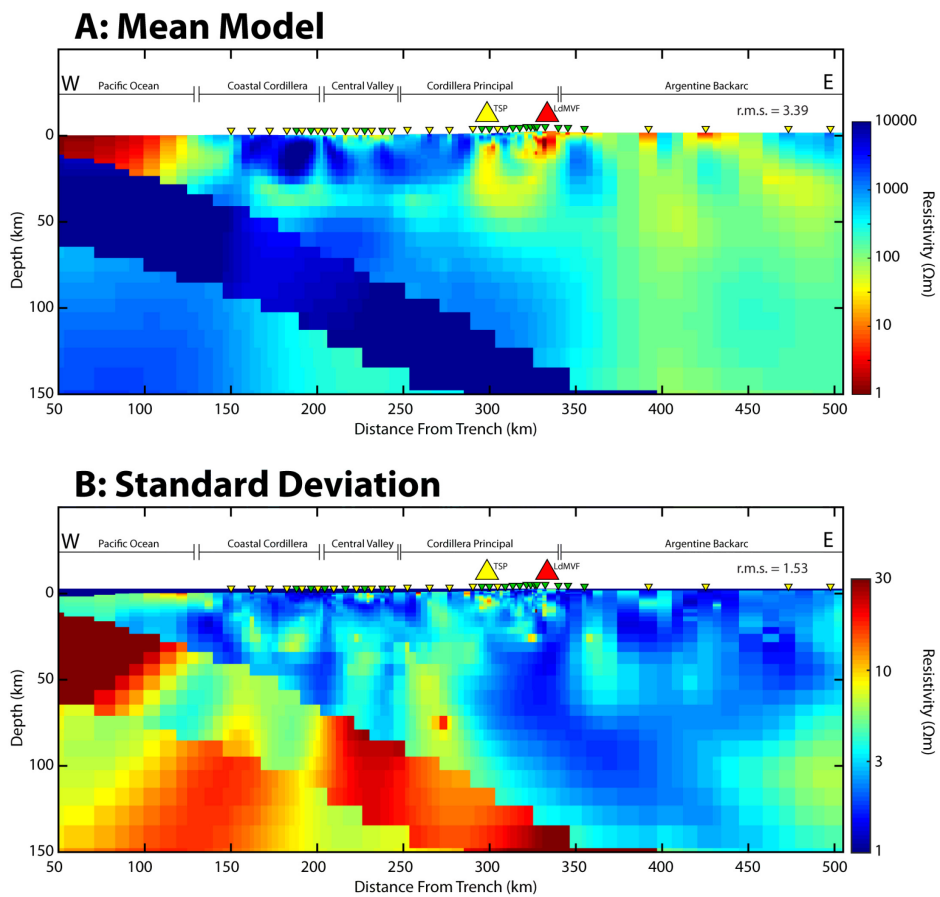 A: Mean Model
W Pacific Ocean Coastal Cordillera Central Valley Cordillera Principal Argentine Backarc E
TSP LdMVF r.m.s. = 3.39
0
50
100
150
Depth (km)
50 100 150 200 250 300 350 400 450 500
Distance From Trench (km)
10000
1000
100
10
1
Resistivity (Ωm)
B: Standard Deviation
W Pacific Ocean Coastal Cordillera Central Valley Cordillera Principal Argentine Backarc E
TSP LdMVF r.m.s. = 1.53
0
50
100
150
Depth (km)
50 100 150 200 250 300 350 400 450 500
Distance From Trench (km)
30
10
3
1
Resistivity (Ωm)